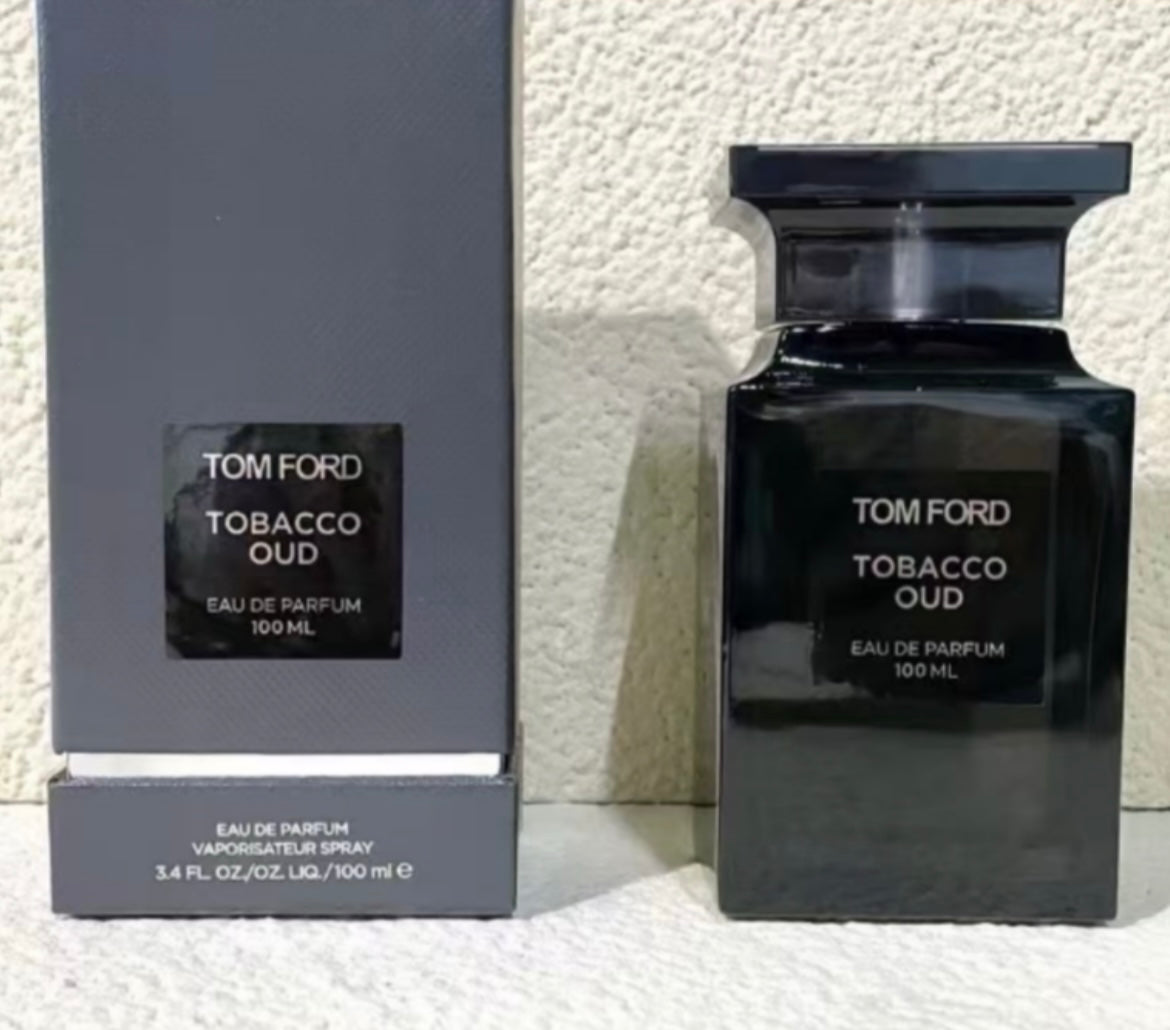 TOM FORD
TOBACCO
OUD
EAU DE PARFUM
100 ML
EAU DE PARFUM
VAPORISATEUR SPRAY
3.4 FL. OZ./OZ. LIQ./100 ml ℮
TOM FORD
TOBACCO
OUD
EAU DE PARFUM
100 ML